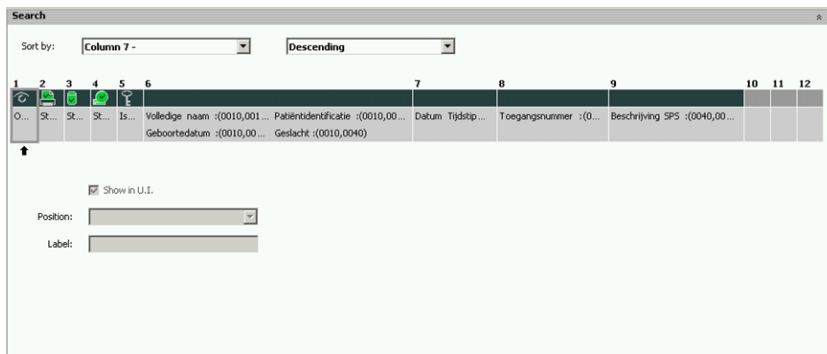 Search
Sort by: Column 7 - Descending
1 2 3 4 5 6 7 8 9 10 11 12
O... St... St... St... Is... Volledige naam :(0010,001... Patiëntidentificatie :(0010,00... Datum Tijdstip... Toegangsnummer :(0... Beschrijving SPS :(0040,00...
Geboortedatum :(0010,00... Geslacht :(0010,0040)
Show in U.I.
Position:
Label: